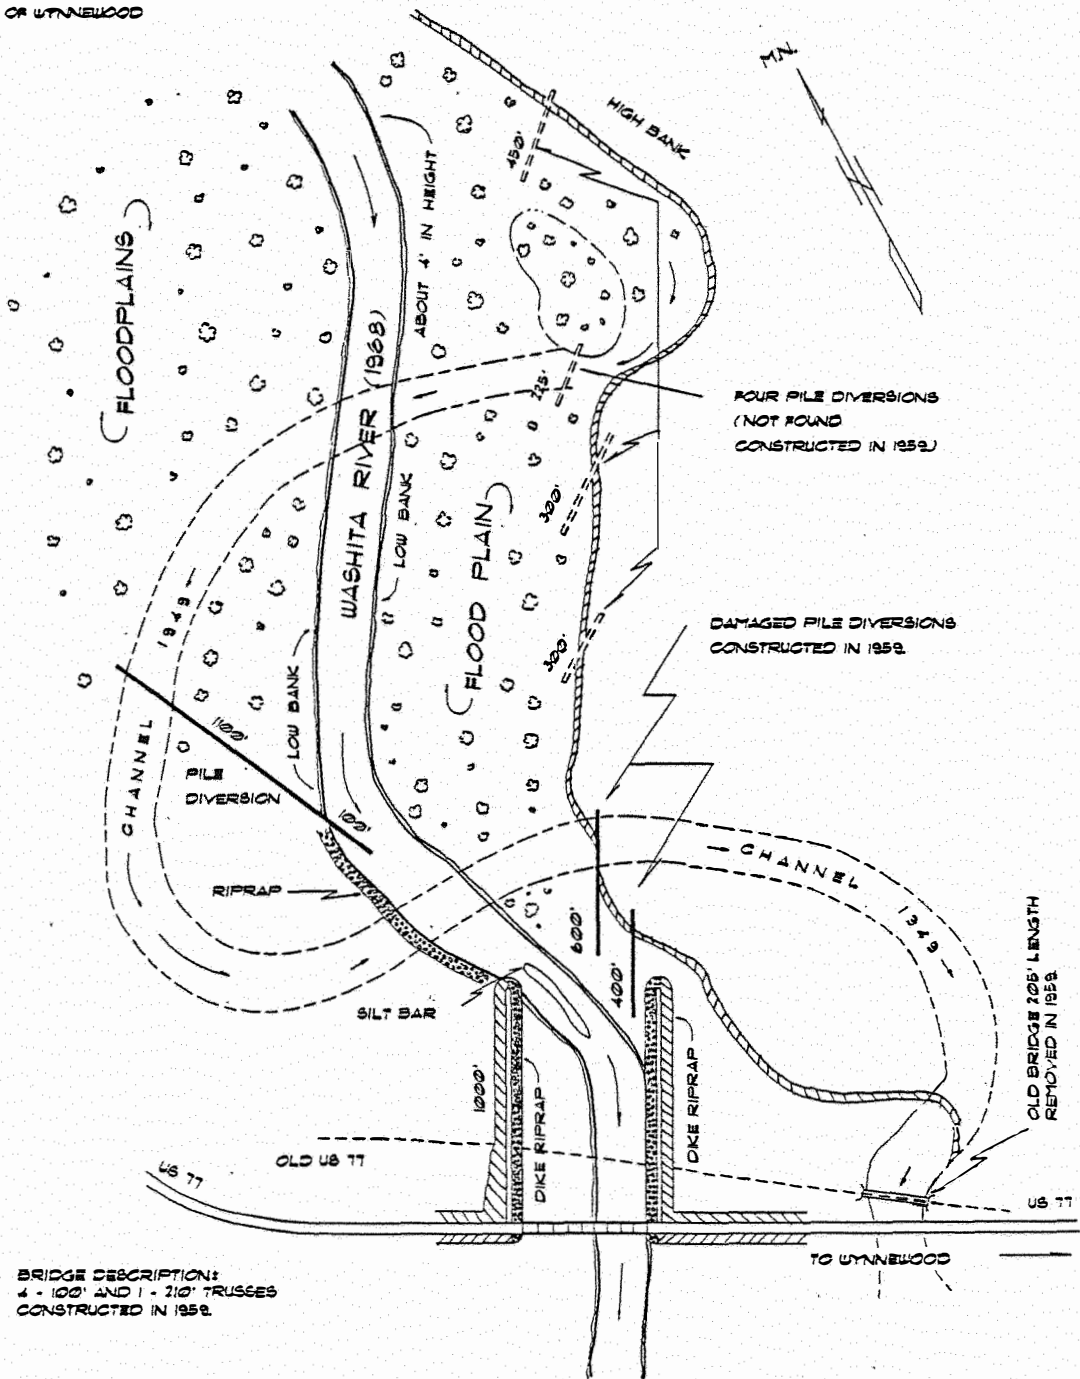 OF WYNNEWOOD
M.N.
HIGH BANK
450'
ABOUT 4' IN HEIGHT
FLOODPLAINS
WASHITA RIVER (1968)
225'
FOUR PILE DIVERSIONS
(NOT FOUND
CONSTRUCTED IN 1959)
LOW BANK
300'
FLOOD PLAIN
1949
300'
DAMAGED PILE DIVERSIONS
CONSTRUCTED IN 1959.
1100'
LOW BANK
PILE
DIVERSION
CHANNEL
100'
CHANNEL
1949
RIPRAP
600'
400'
SILT BAR
OLD BRIDGE 205' LENGTH
REMOVED IN 1959.
1000'
DIKE RIPRAP
DIKE RIPRAP
OLD US 77
US 77
US 77
TO WYNNEWOOD
BRIDGE DESCRIPTION:
4 - 100' AND 1 - 210' TRUSSES
CONSTRUCTED IN 1959.